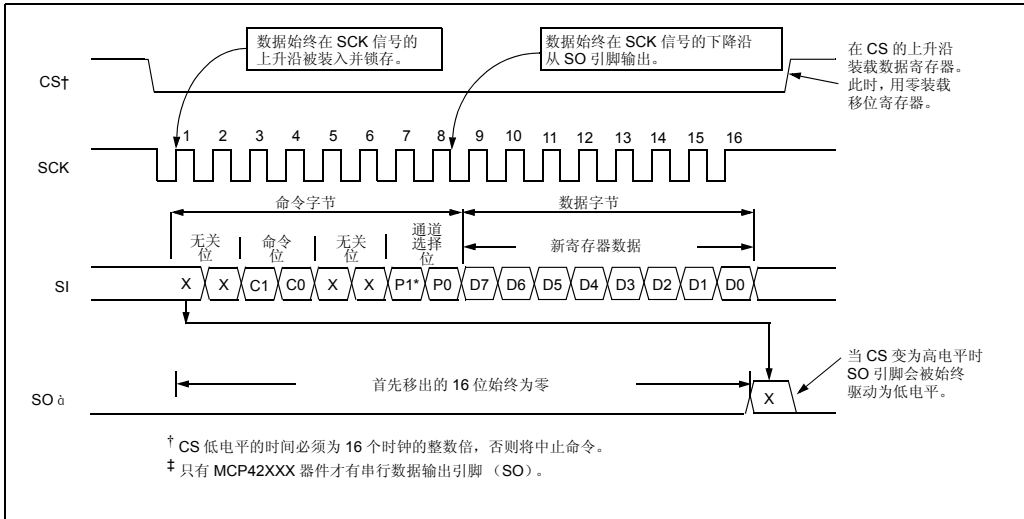 数据始终在 SCK 信号的
上升沿被装入并锁存。
数据始终在 SCK 信号的下降沿
从 SO 引脚输出。
在 CS 的上升沿
装载数据寄存器。
此时，用零装载
移位寄存器。
CS†
1 2 3 4 5 6 7 8 9 10 11 12 13 14 15 16
SCK
命令字节 数据字节
无关
位
命令
位
无关
位
通道
选择
位
新寄存器数据
SI X X C1 C0 X X P1* P0 D7 D6 D5 D4 D3 D2 D1 D0
当 CS 变为高电平时
SO 引脚会被始终
驱动为低电平。
首先移出的 16 位始终为零
SO à X
† CS 低电平的时间必须为 16 个时钟的整数倍，否则将中止命令。
‡ 只有 MCP42XXX 器件才有串行数据输出引脚 （SO）。